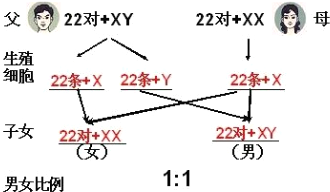 父 22对+XY 22对+XX 母
生殖细胞 22条+X 22条+Y 22条+X
子女 22对+XX 22对+XY
(女) (男)
男女比例 1:1